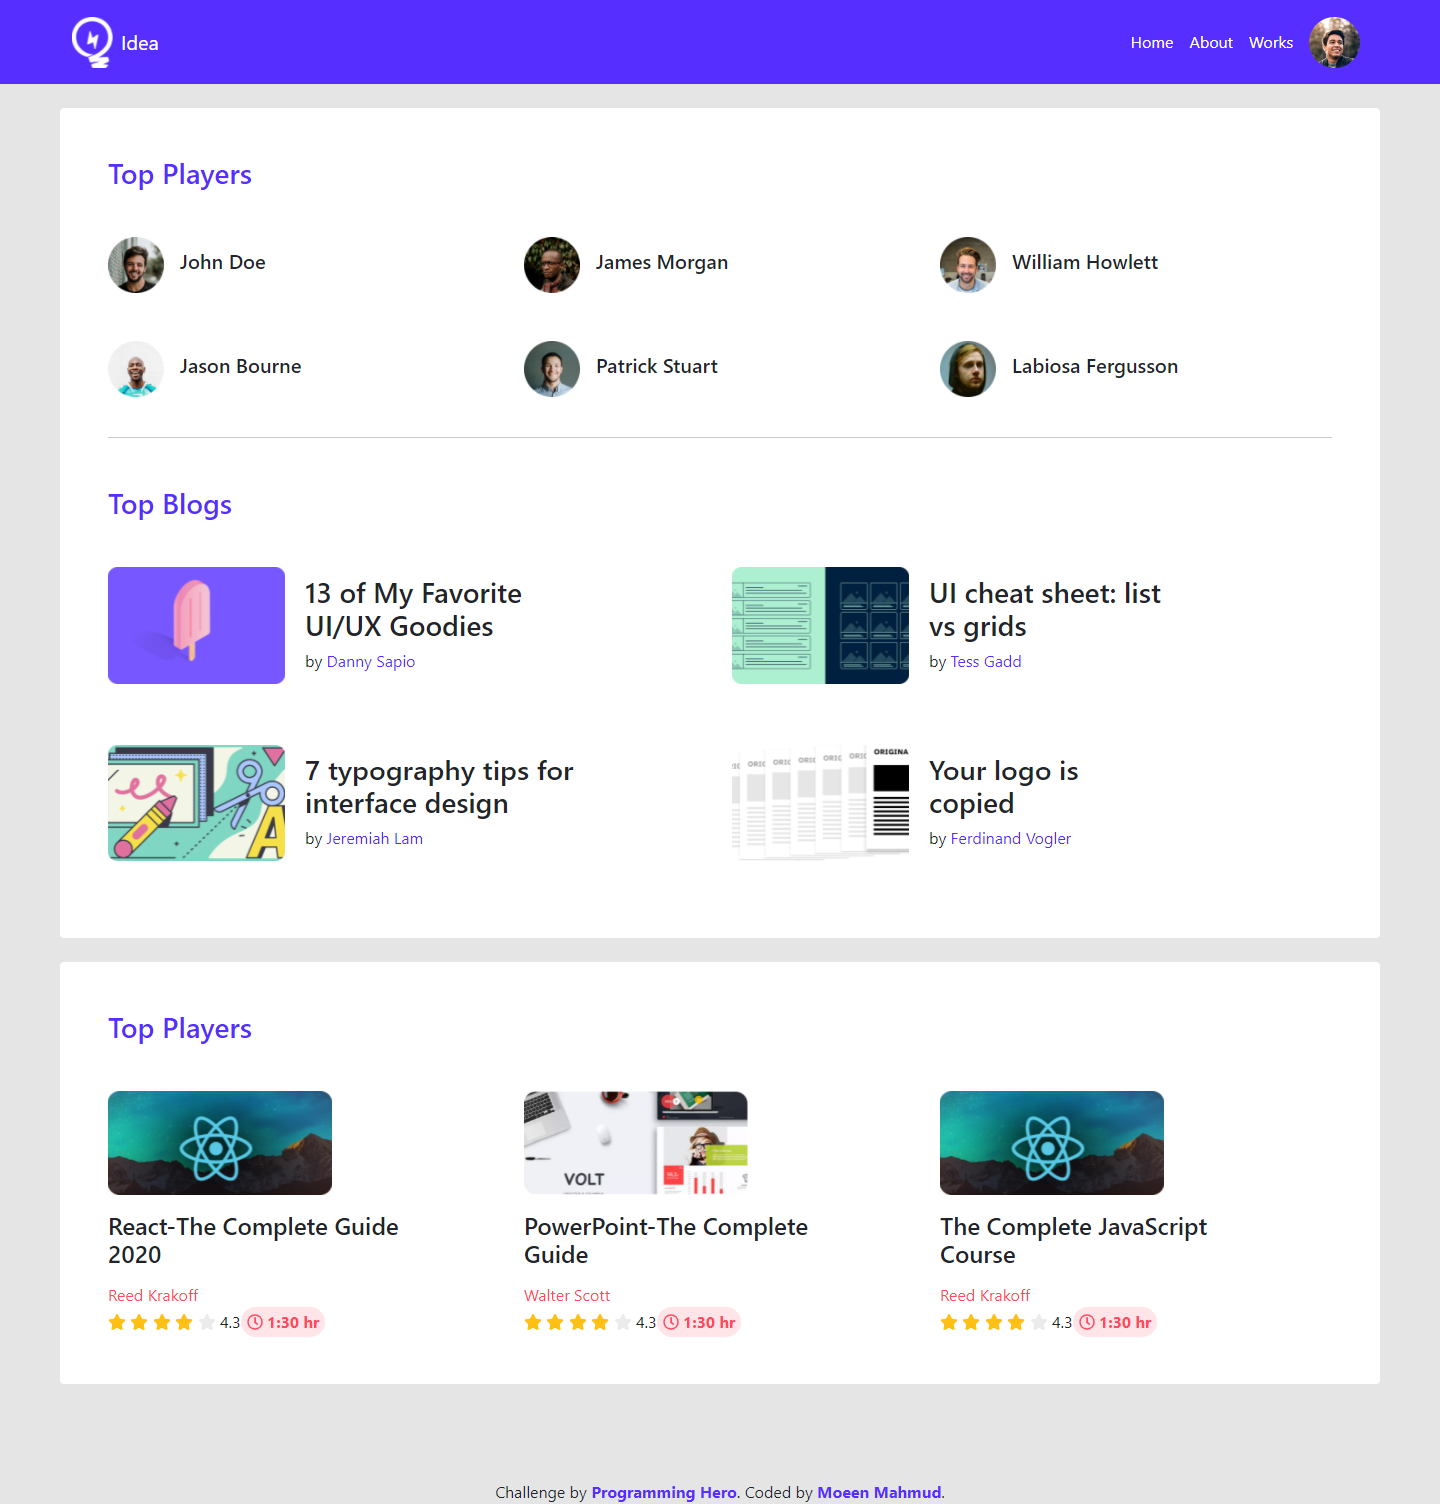 Idea
Home About Works
Top Players
John Doe
James Morgan
William Howlett
Jason Bourne
Patrick Stuart
Labiosa Fergusson
Top Blogs
13 of My Favorite
UI/UX Goodies
by Danny Sapio
UI cheat sheet: list
vs grids
by Tess Gadd
7 typography tips for
interface design
by Jeremiah Lam
ORIGINA
Your logo is
copied
by Ferdinand Vogler
Top Players
React-The Complete Guide
2020
Reed Krakoff
4.3 1:30 hr
VOLT
PowerPoint-The Complete
Guide
Walter Scott
4.3 1:30 hr
The Complete JavaScript
Course
Reed Krakoff
4.3 1:30 hr
Challenge by Programming Hero. Coded by Moeen Mahmud.